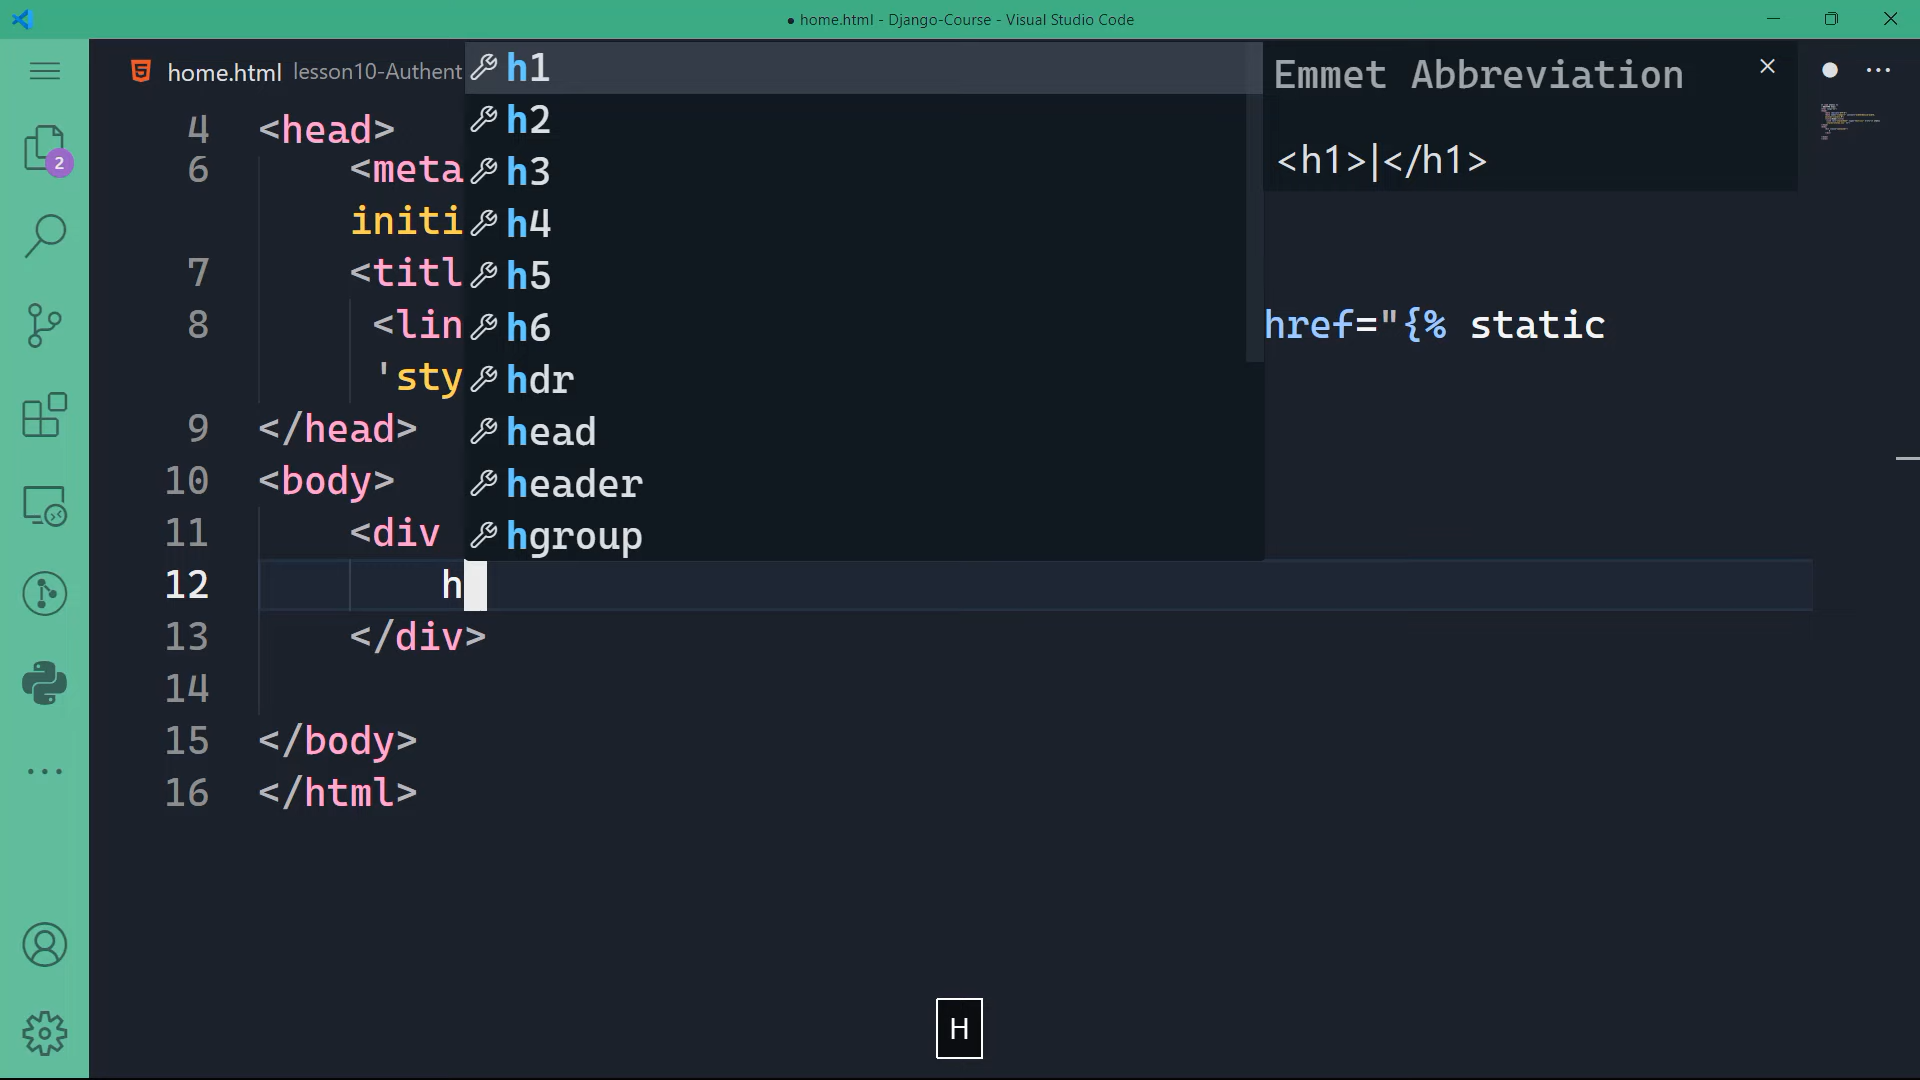 ● home.html - Django-Course - Visual Studio Code
home.html lesson10-Authent
4 <head>
6 <meta
initi
7 <titl
8 <lin href="{% static
'sty
9 </head>
10 <body>
11 <div
12 h
13 </div>
14
15 </body>
16 </html>
h1
h2
h3
h4
h5
h6
hdr
head
header
hgroup
Emmet Abbreviation
<h1>|</h1>
2
H